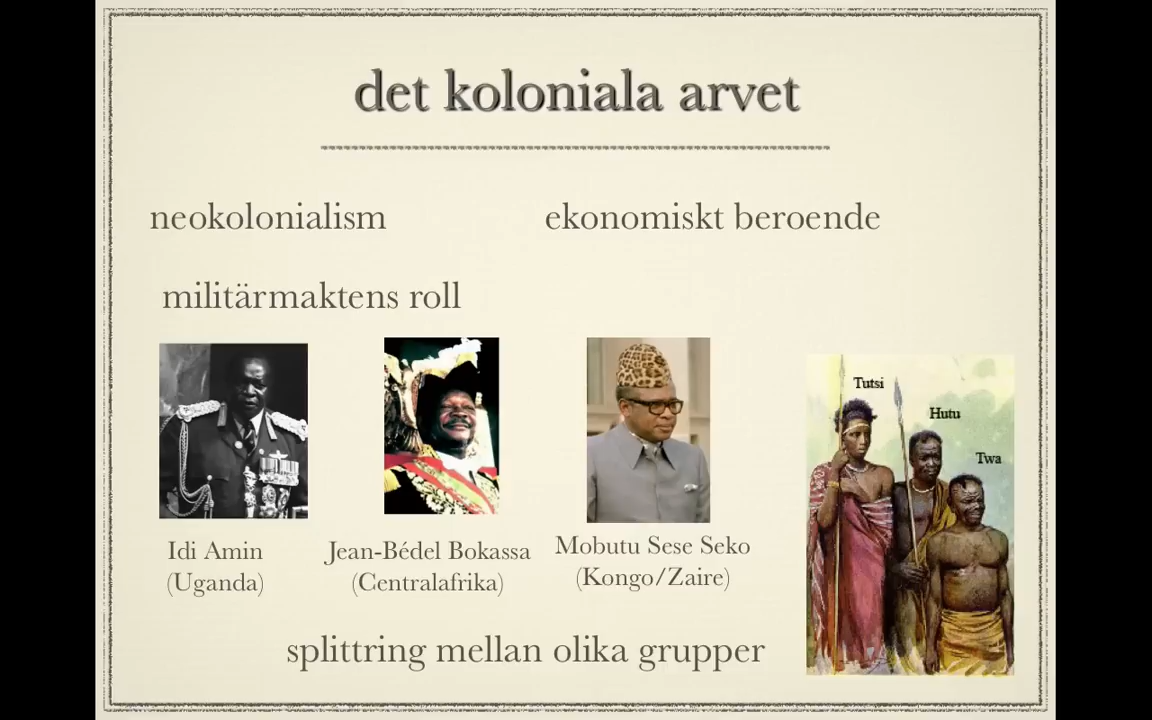 det koloniala arvet
neokolonialism
ekonomiskt beroende
militärmaktens roll
Idi Amin
(Uganda)
Jean-Bédel Bokassa
(Centralafrika)
Mobutu Sese Seko
(Kongo/Zaire)
Tutsi
Hutu
Twa
splittring mellan olika grupper